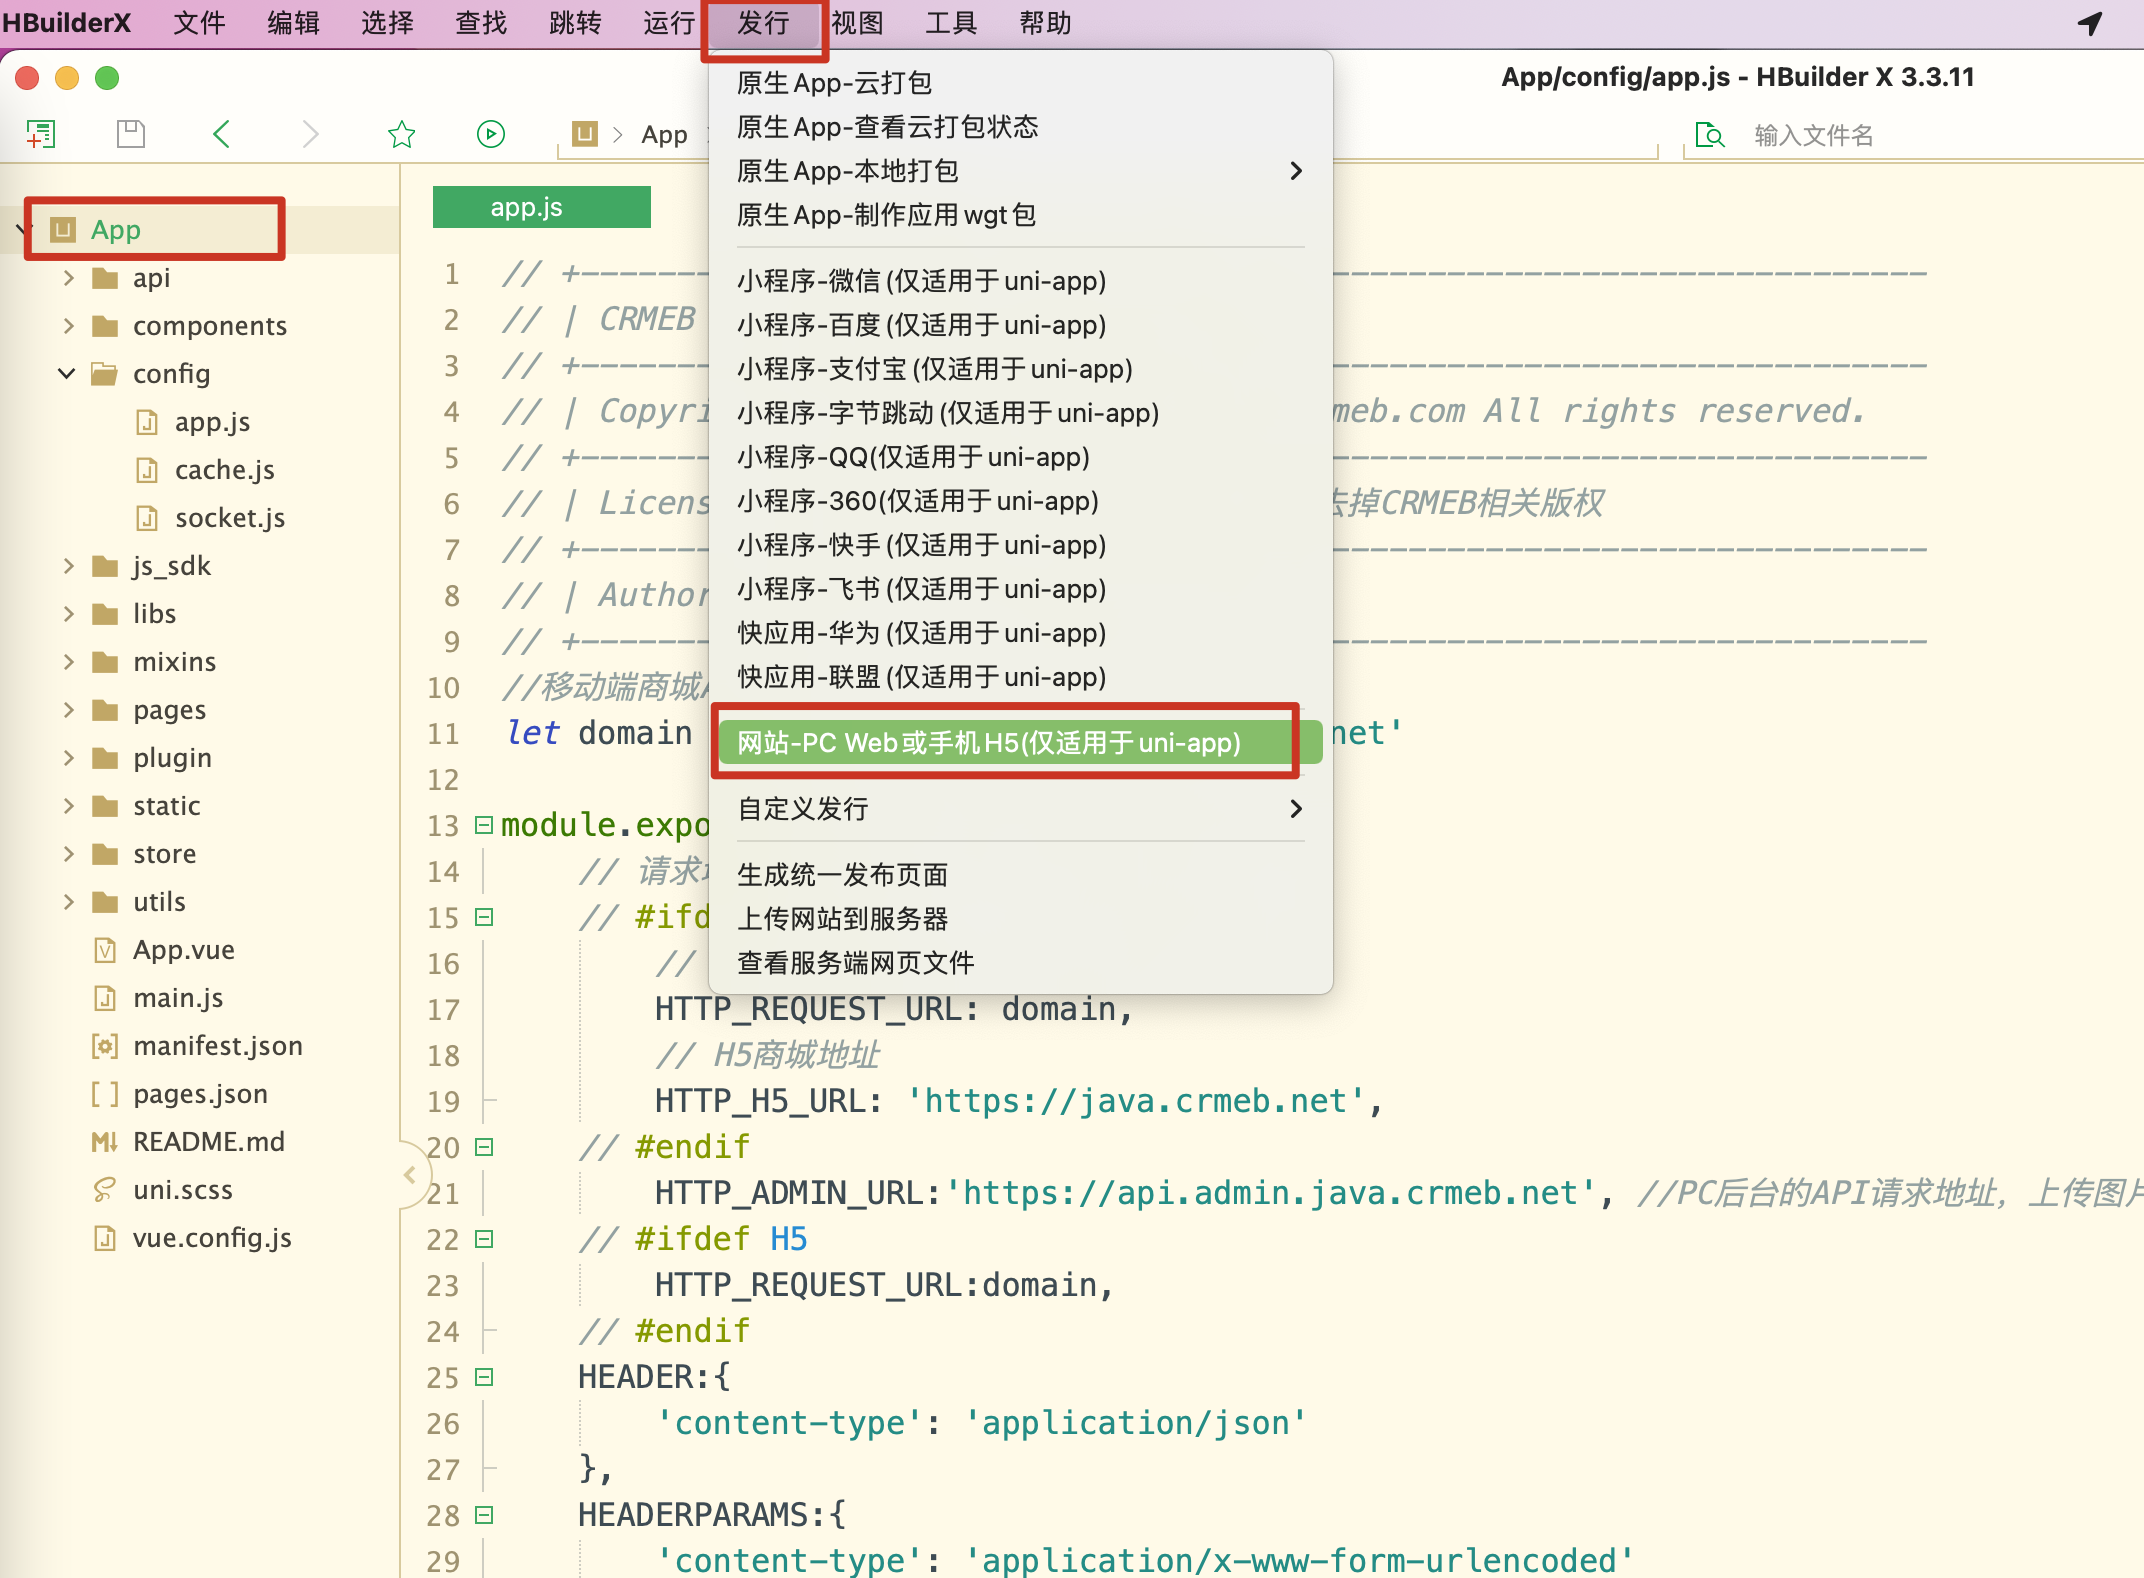 HBuilderX 文件 编辑 选择 查找 跳转 运行 发行 视图 工具 帮助
App/config/app.js - HBuilder X 3.3.11
App
输入文件名
App
api
components
config
app.js
cache.js
socket.js
js_sdk
libs
mixins
pages
plugin
static
store
utils
App.vue
main.js
manifest.json
pages.json
README.md
uni.scss
vue.config.js
原生App-云打包
原生App-查看云打包状态
原生App-本地打包
原生App-制作应用wgt包
小程序-微信(仅适用于uni-app)
小程序-百度(仅适用于uni-app)
小程序-支付宝(仅适用于uni-app)
小程序-字节跳动(仅适用于uni-app)
小程序-QQ(仅适用于uni-app)
小程序-360(仅适用于uni-app)
小程序-快手(仅适用于uni-app)
小程序-飞书(仅适用于uni-app)
快应用-华为(仅适用于uni-app)
快应用-联盟(仅适用于uni-app)
网站-PC Web或手机H5(仅适用于uni-app)
自定义发行
生成统一发布页面
上传网站到服务器
查看服务端网页文件
app.js
1 // +------- -------------------------------
2 // | CRMEB
3 // +------- -------------------------------
4 // | Copyri meb.com All rights reserved.
5 // +------- -------------------------------
6 // | Licens 去掉CRMEB相关版权
7 // +------- -------------------------------
8 // | Author
9 // +------- -------------------------------
10 //移动端商城
11 let domain net'
12
13 module.expo
14 // 请求
15 // #ifd
16 //
17 HTTP_REQUEST_URL: domain,
18 // H5商城地址
19 HTTP_H5_URL: 'https://java.crmeb.net',
20 // #endif
21 HTTP_ADMIN_URL:'https://api.admin.java.crmeb.net', //PC后台的API请求地址，上传图片
22 // #ifdef H5
23 HTTP_REQUEST_URL:domain,
24 // #endif
25 HEADER:{
26 'content-type': 'application/json'
27 },
28 HEADERPARAMS:{
29 'content-type': 'application/x-www-form-urlencoded'